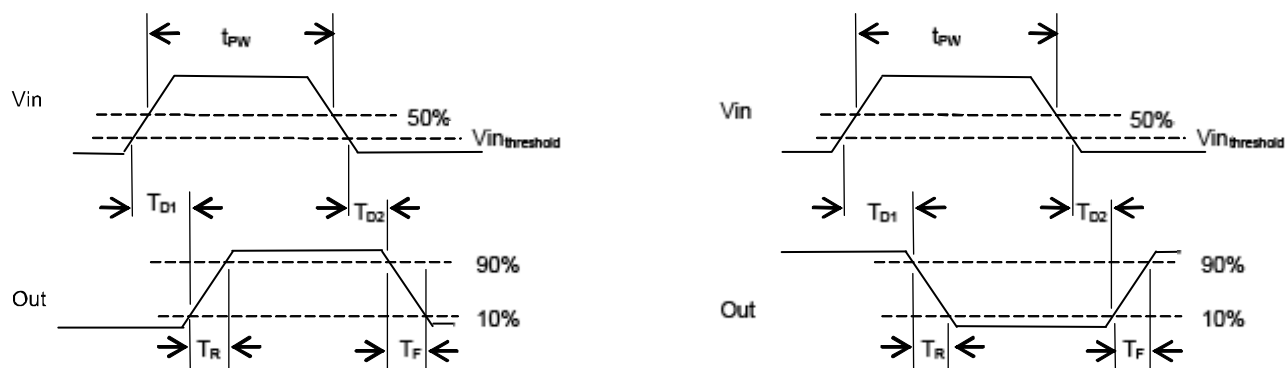 tPW
Vin
50%
Vinthreshold
TD1
TD2
90%
Out
10%
TR
TF
tPW
Vin
50%
Vinthreshold
TD1
TD2
90%
Out
10%
TR
TF